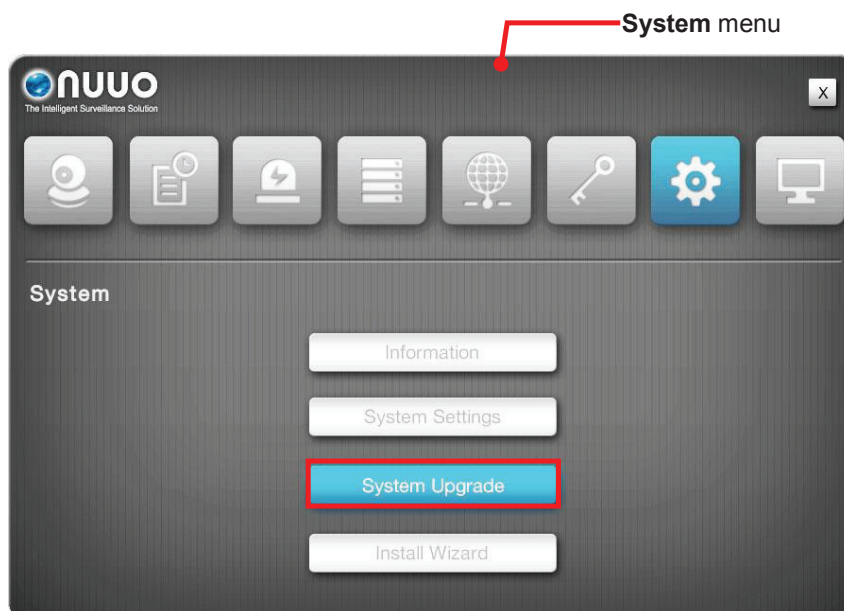 System menu
nuuo
The Intelligent Surveillance Solution
X
System
Information
System Settings
System Upgrade
Install Wizard